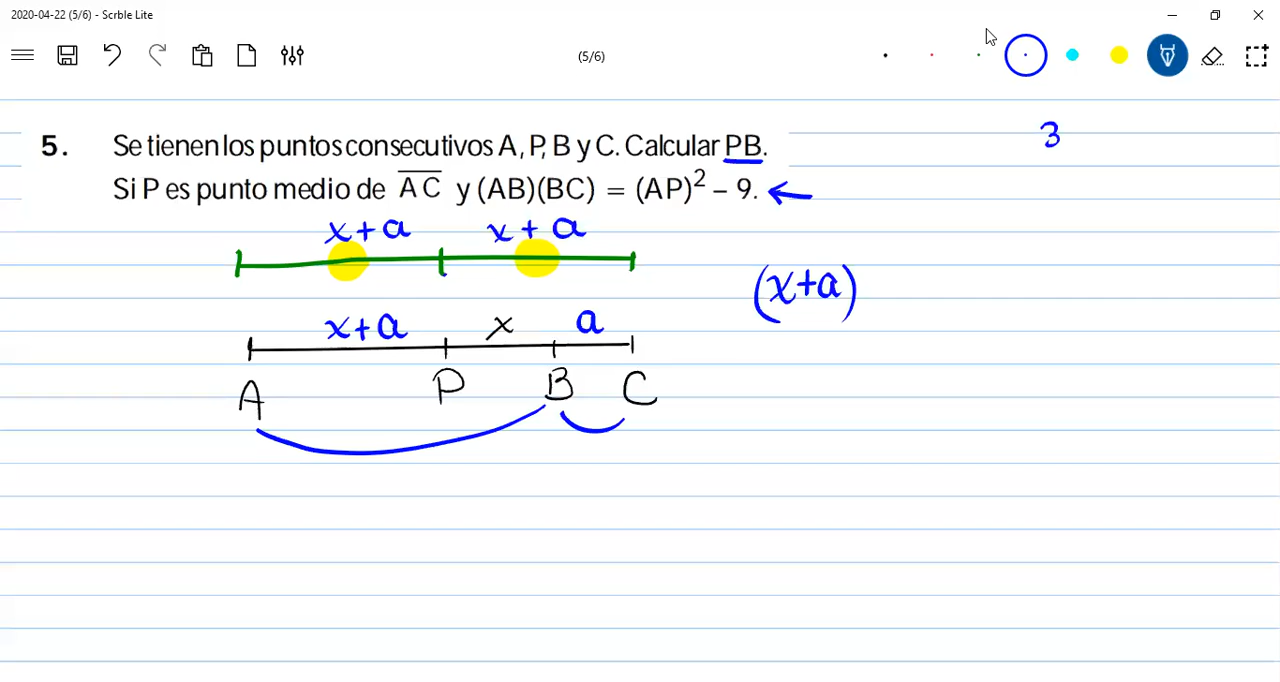 2020-04-22 (5/6) - Scrble Lite
(5/6)
3
5. Se tienen los puntos consecutivos A, P, B y C. Calcular PB.
Si P es punto medio de AC y (AB)(BC) = (AP)² – 9.
x+a x+a
(x+a)
x+a x a
A P B C